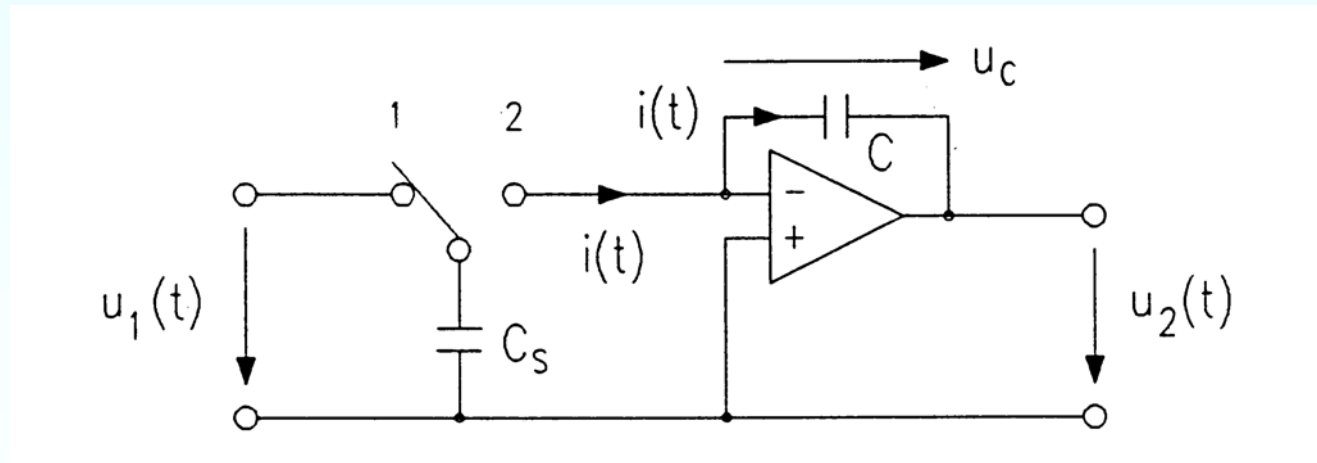 u_C
1
2
i(t)
C
−
+
i(t)
u_1(t)
C_S
u_2(t)